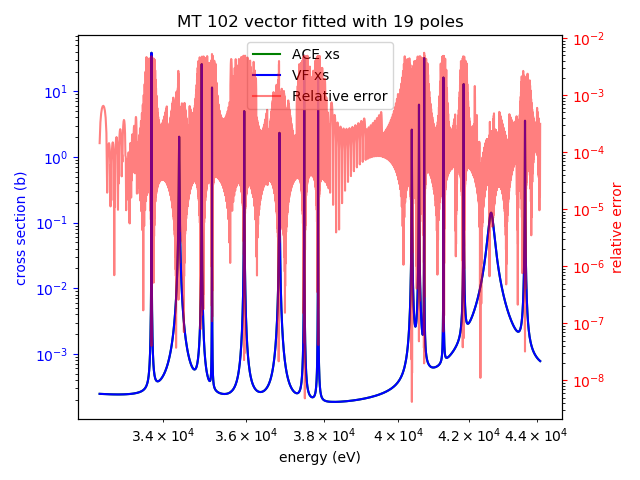 MT 102 vector fitted with 19 poles
ACE xs
VF xs
Relative error
cross section (b)
10¹
10⁰
10⁻¹
10⁻²
10⁻³
relative error
10⁻²
10⁻³
10⁻⁴
10⁻⁵
10⁻⁶
10⁻⁷
10⁻⁸
3.4 × 10⁴ 3.6 × 10⁴ 3.8 × 10⁴ 4 × 10⁴ 4.2 × 10⁴ 4.4 × 10⁴
energy (eV)